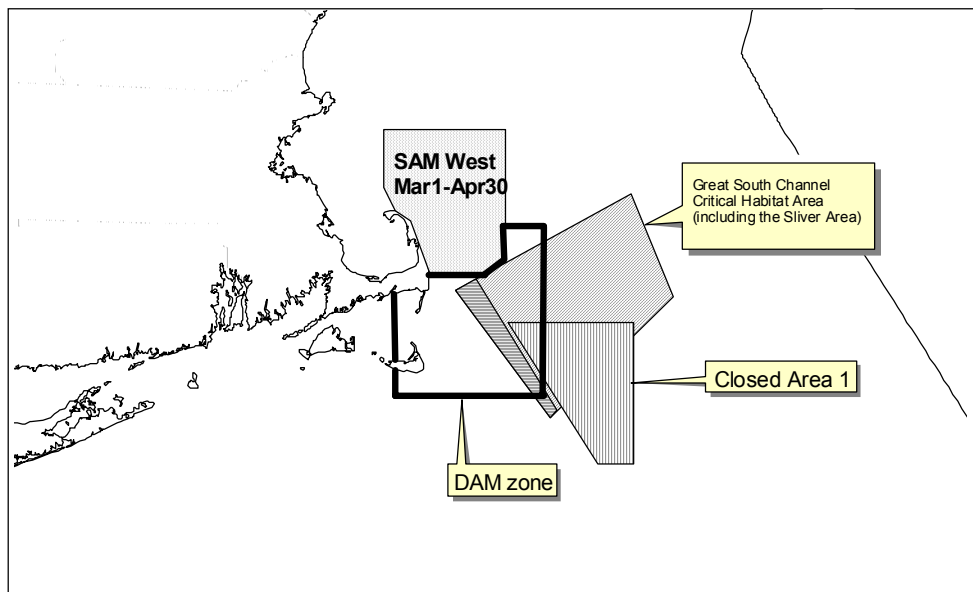 SAM West
Mar1-Apr30
Great South Channel
Critical Habitat Area
(including the Sliver Area)
Closed Area 1
DAM zone